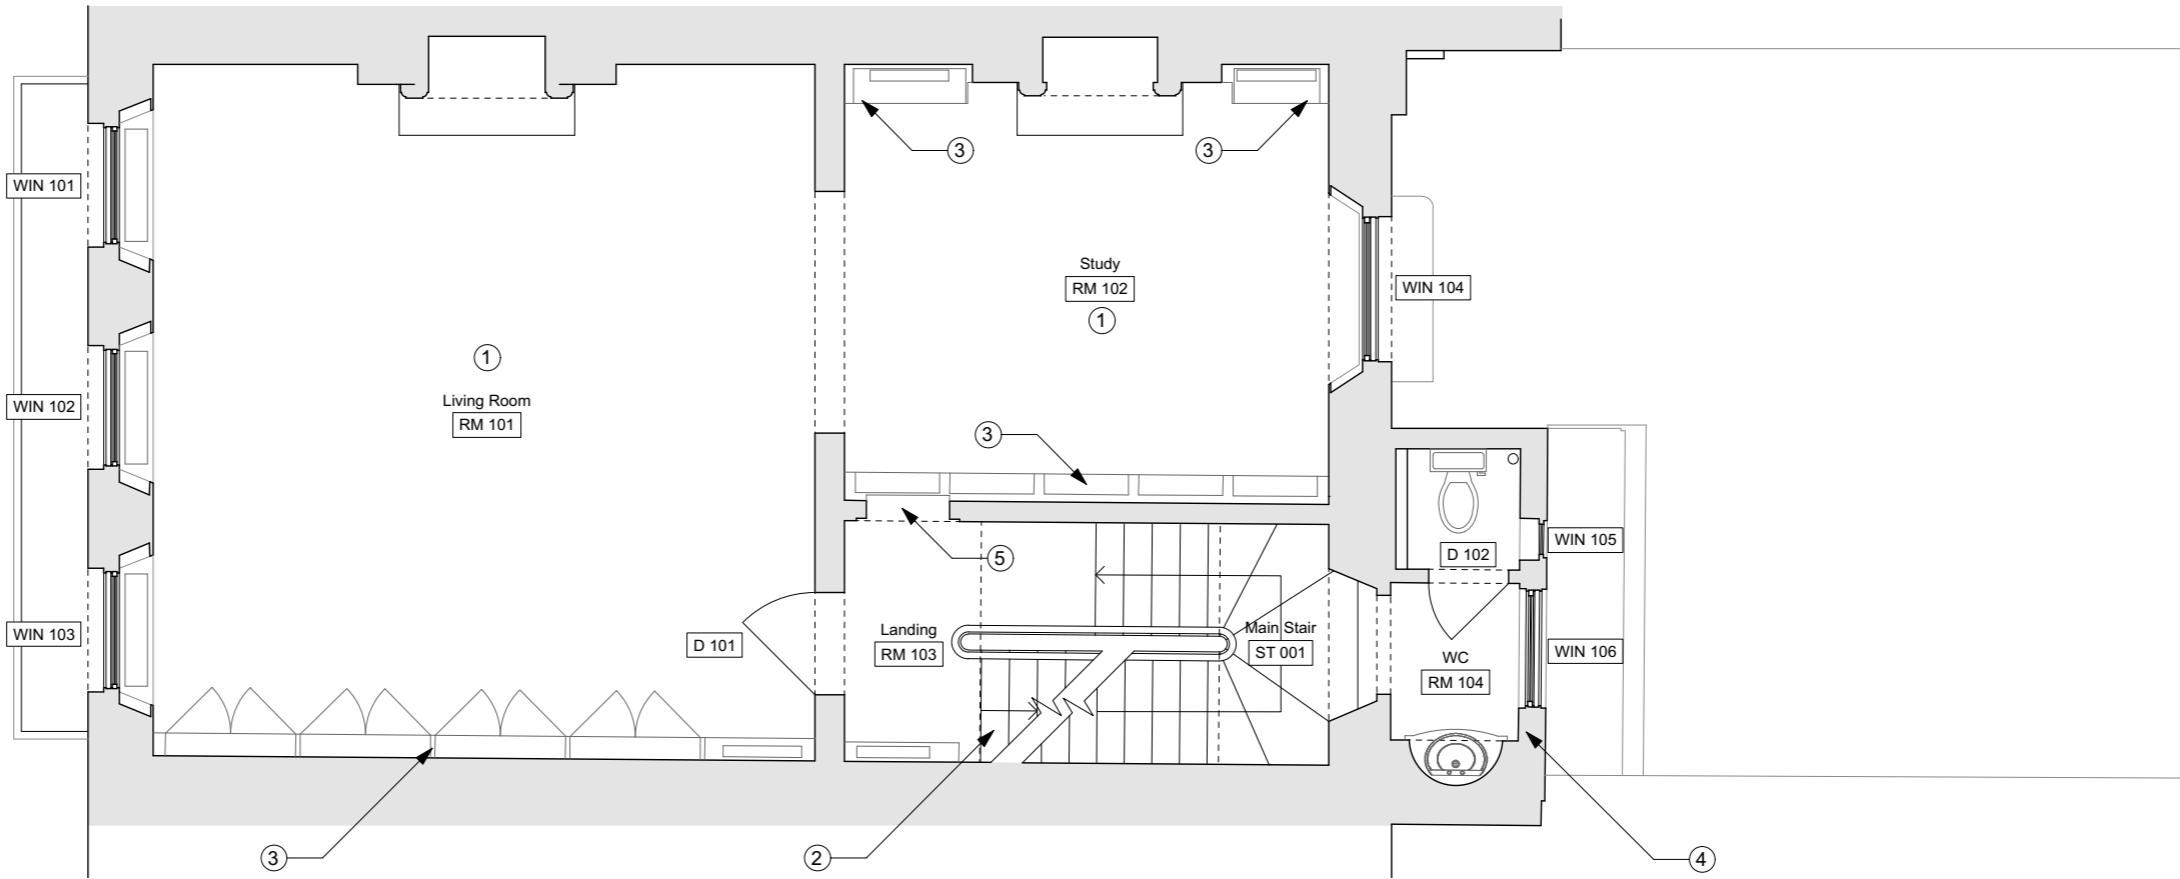 3
3
WIN 101
Study
RM 102
1
WIN 104
1
Living Room
RM 101
WIN 102
3
5
D 102
WIN 105
WIN 103
D 101
Landing
RM 103
Main Stair
ST 001
WC
RM 104
WIN 106
3
2
4